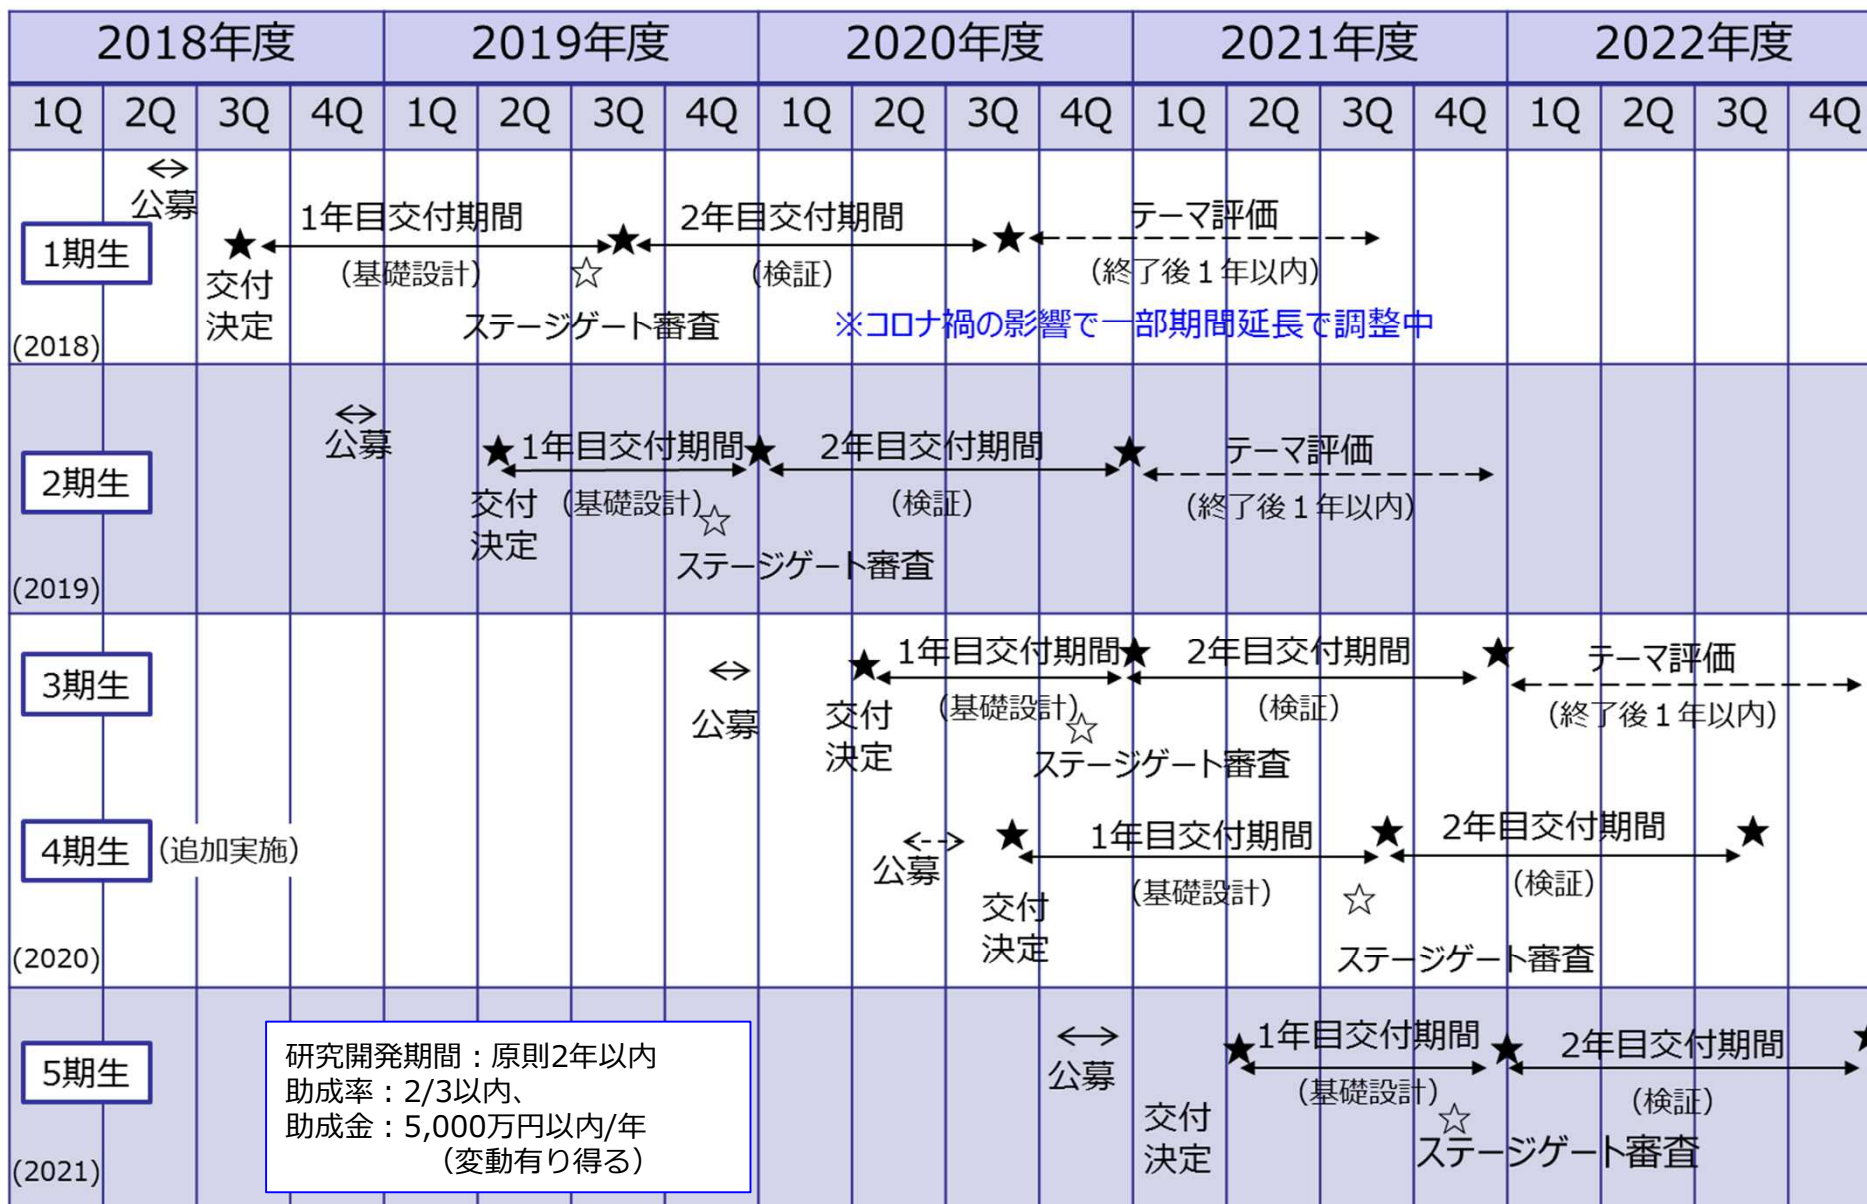 2018年度 2019年度 2020年度 2021年度 2022年度
1Q 2Q 3Q 4Q 1Q 2Q 3Q 4Q 1Q 2Q 3Q 4Q 1Q 2Q 3Q 4Q 1Q 2Q 3Q 4Q
公募
1年目交付期間 2年目交付期間 テーマ評価
1期生
(基礎設計) (検証) (終了後1年以内)
交付
決定
ステージゲート審査 ※コロナ禍の影響で一部期間延長で調整中
(2018)
公募 1年目交付期間 2年目交付期間 テーマ評価
2期生
交付
決定
(基礎設計) (検証) (終了後1年以内)
ステージゲート審査
(2019)
1年目交付期間 2年目交付期間 テーマ評価
3期生
公募
交付
決定
(基礎設計) (検証) (終了後1年以内)
ステージゲート審査
4期生 (追加実施)
公募
1年目交付期間 2年目交付期間
(基礎設計) (検証)
交付
決定
ステージゲート審査
(2020)
5期生
公募
1年目交付期間 2年目交付期間
(基礎設計) (検証)
交付
決定
ステージゲート審査
(2021)
研究開発期間：原則2年以内
助成率：2/3以内、
助成金：5,000万円以内/年
(変動有り得る)